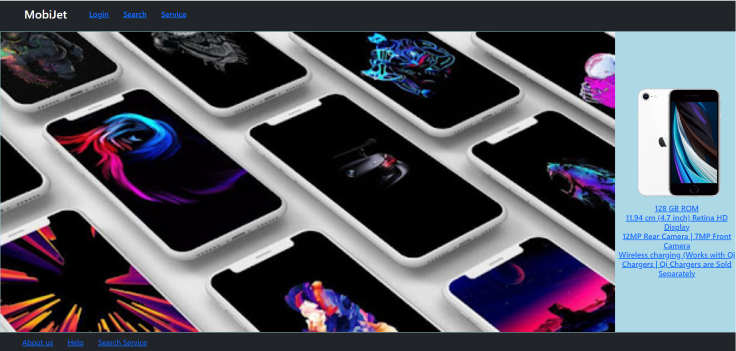 MobiJet Login Search Service
128 GB ROM
11.94 cm (4.7 inch) Retina HD
Display
12MP Rear Camera | 7MP Front
Camera
Wireless charging (Works with Qi
Chargers | Qi Chargers are Sold
Separately
About us Help Search Service